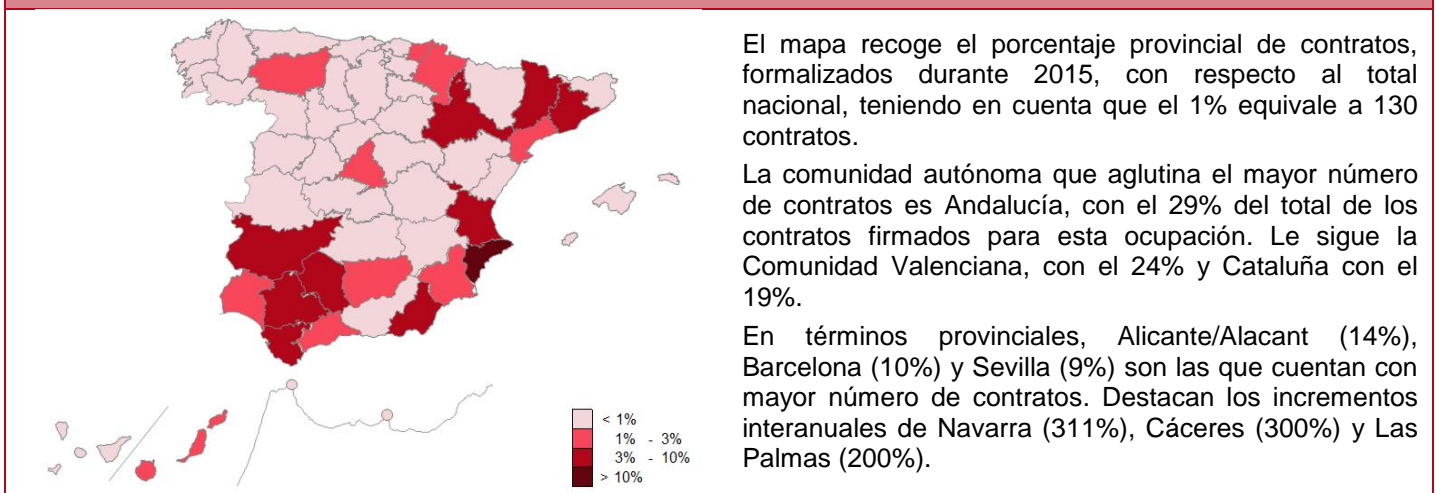 El mapa recoge el porcentaje provincial de contratos,
formalizados durante 2015, con respecto al total
nacional, teniendo en cuenta que el 1% equivale a 130
contratos.
La comunidad autónoma que aglutina el mayor número
de contratos es Andalucía, con el 29% del total de los
contratos firmados para esta ocupación. Le sigue la
Comunidad Valenciana, con el 24% y Cataluña con el
19%.
En términos provinciales, Alicante/Alacant (14%),
Barcelona (10%) y Sevilla (9%) son las que cuentan con
mayor número de contratos. Destacan los incrementos
interanuales de Navarra (311%), Cáceres (300%) y Las
Palmas (200%).
< 1%
1% - 3%
3% - 10%
> 10%